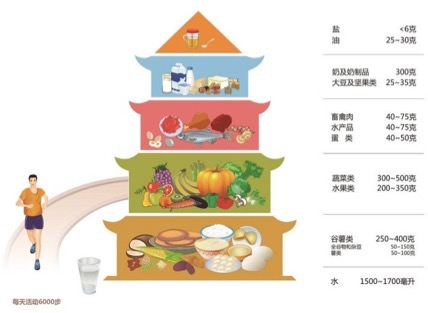 盐 <6克
油 25~30克
奶及奶制品 300克
大豆及坚果类 25~35克
畜禽肉 40~75克
水产品 40~75克
蛋 类 40~50克
蔬菜类 300~500克
水果类 200~350克
谷薯类 250~400克
全谷物和杂豆 50~150克
薯类 50~100克
水 1500~1700毫升
每天活动6000步